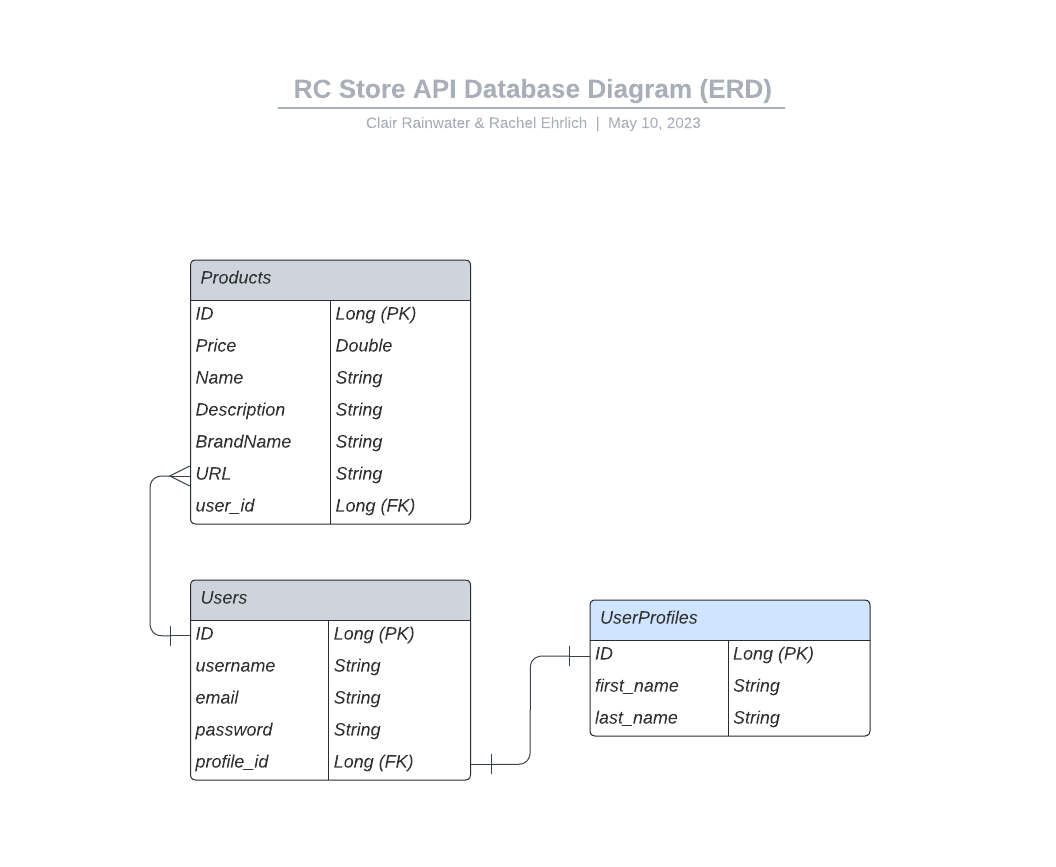 RC Store API Database Diagram (ERD)
Clair Rainwater & Rachel Ehrlich | May 10, 2023
Products
ID Long (PK)
Price Double
Name String
Description String
BrandName String
URL String
user_id Long (FK)
Users
ID Long (PK)
username String
email String
password String
profile_id Long (FK)
UserProfiles
ID Long (PK)
first_name String
last_name String